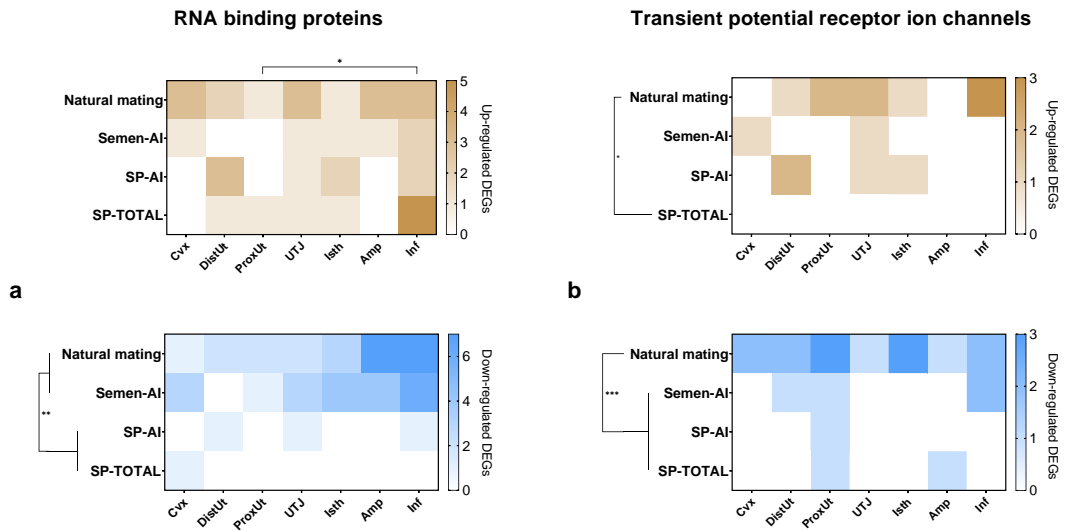 RNA binding proteins
Transient potential receptor ion channels
*
Natural mating
Semen-AI
SP-AI
SP-TOTAL
Cvx
DistUt
ProxUt
UTJ
Isth
Amp
Inf
5
4
3
2
1
0
Up-regulated DEGs
*
Natural mating
Semen-AI
SP-AI
SP-TOTAL
Cvx
DistUt
ProxUt
UTJ
Isth
Amp
Inf
3
2
1
0
Up-regulated DEGs
a
b
**
Natural mating
Semen-AI
SP-AI
SP-TOTAL
Cvx
DistUt
ProxUt
UTJ
Isth
Amp
Inf
6
4
2
0
Down-regulated DEGs
***
Natural mating
Semen-AI
SP-AI
SP-TOTAL
Cvx
DistUt
ProxUt
UTJ
Isth
Amp
Inf
3
2
1
0
Down-regulated DEGs